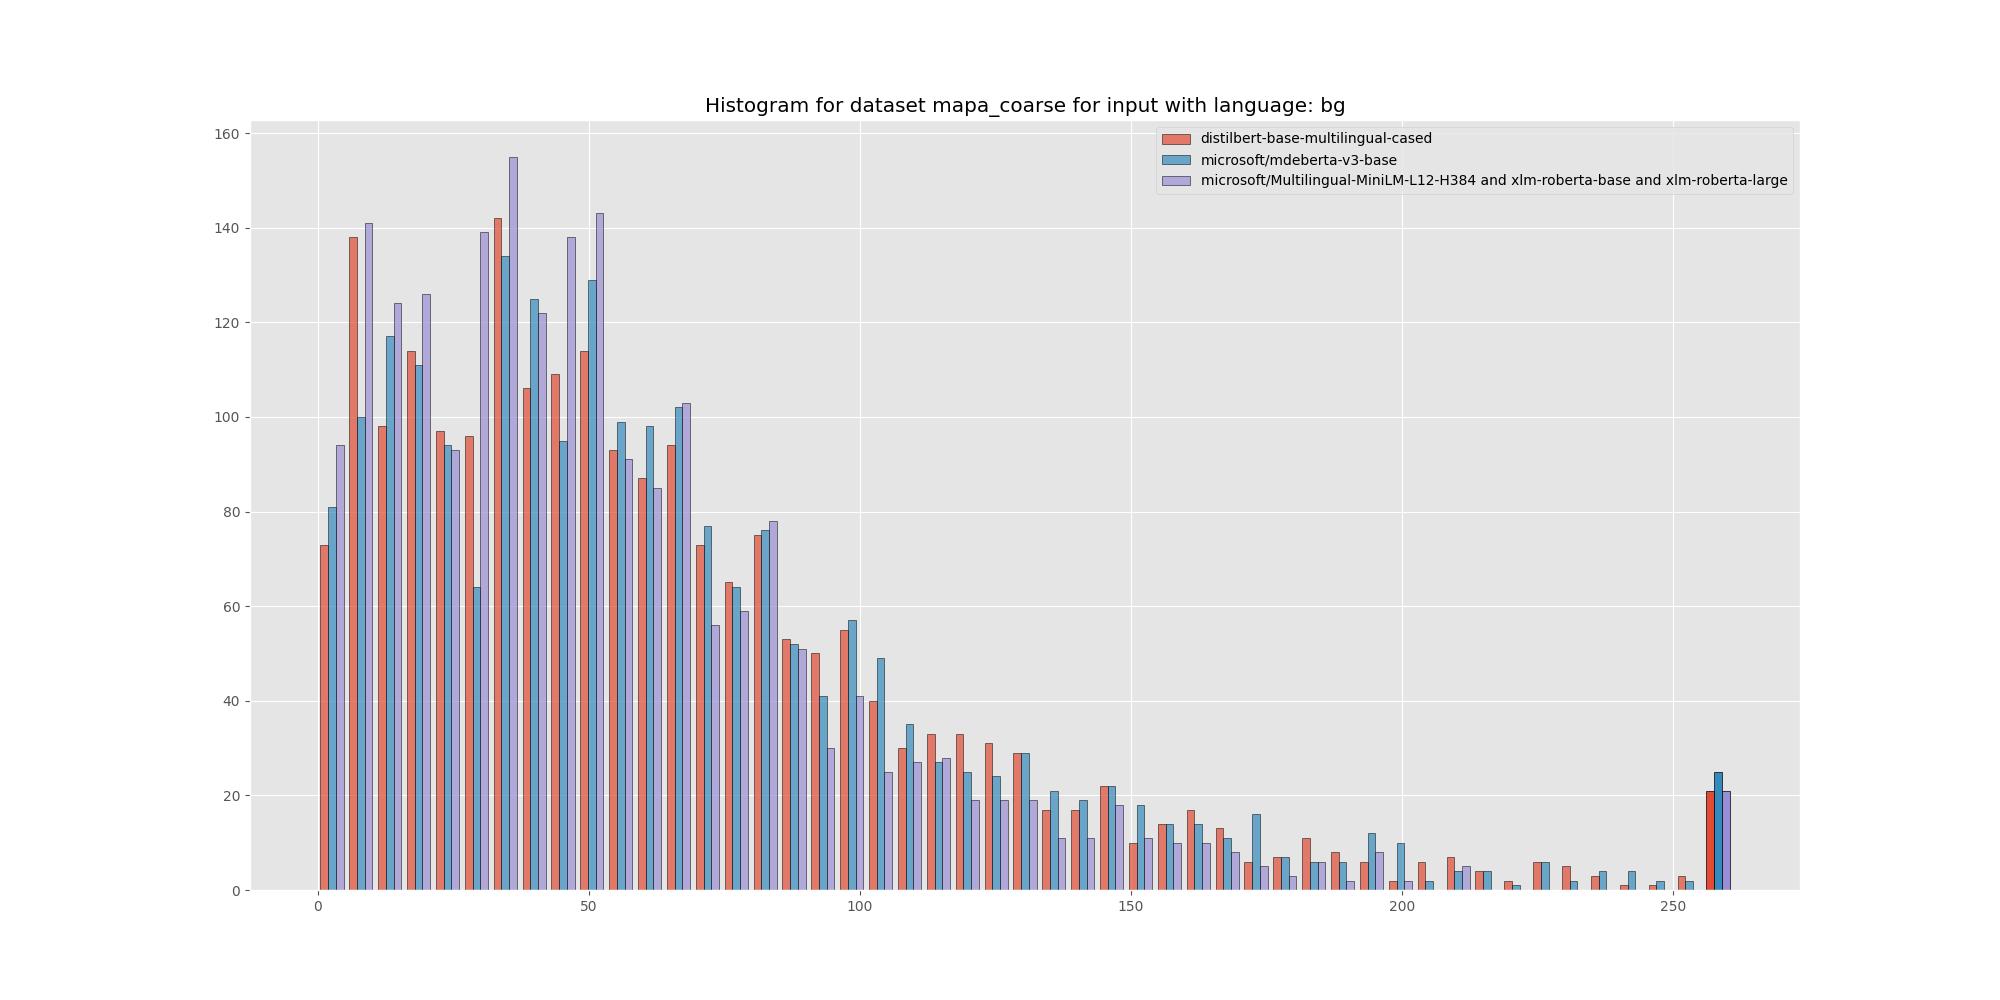 Histogram for dataset mapa_coarse for input with language: bg
distilbert-base-multilingual-cased
microsoft/mdeberta-v3-base
microsoft/Multilingual-MiniLM-L12-H384 and xlm-roberta-base and xlm-roberta-large
160
140
120
100
80
60
40
20
0
0 50 100 150 200 250